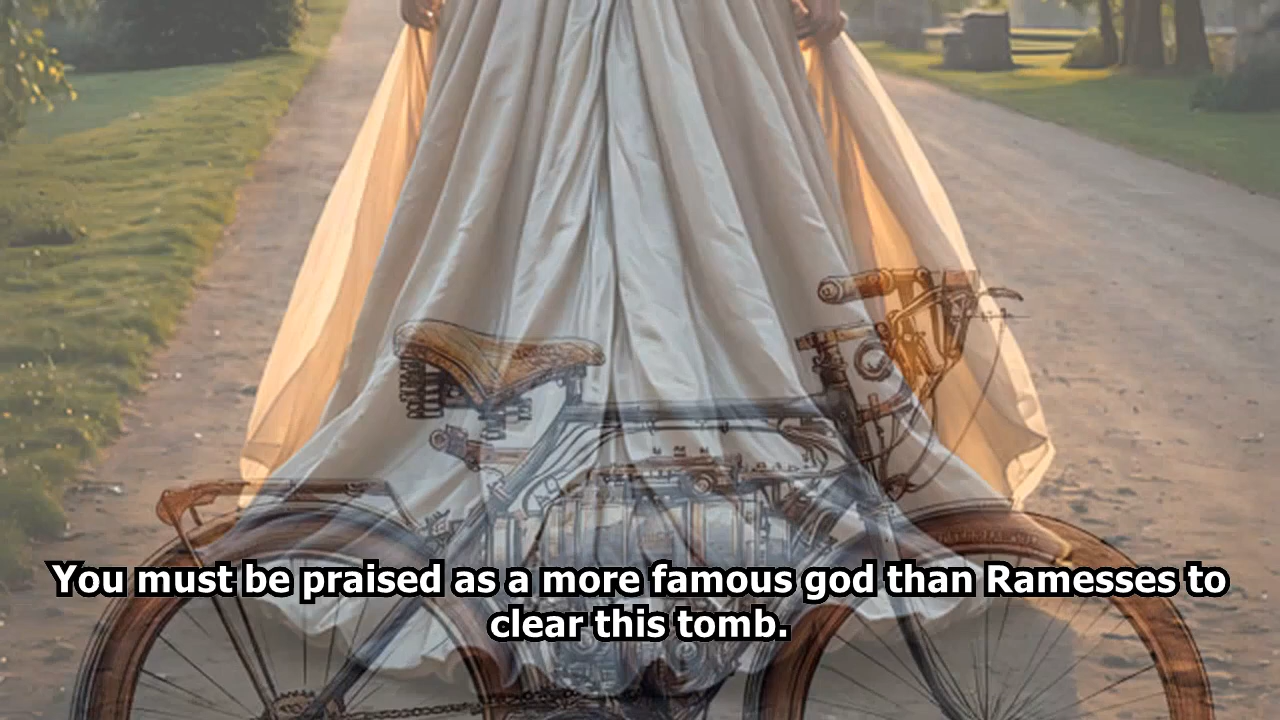 You must be praised as a more famous god than Ramesses to
clear this tomb.